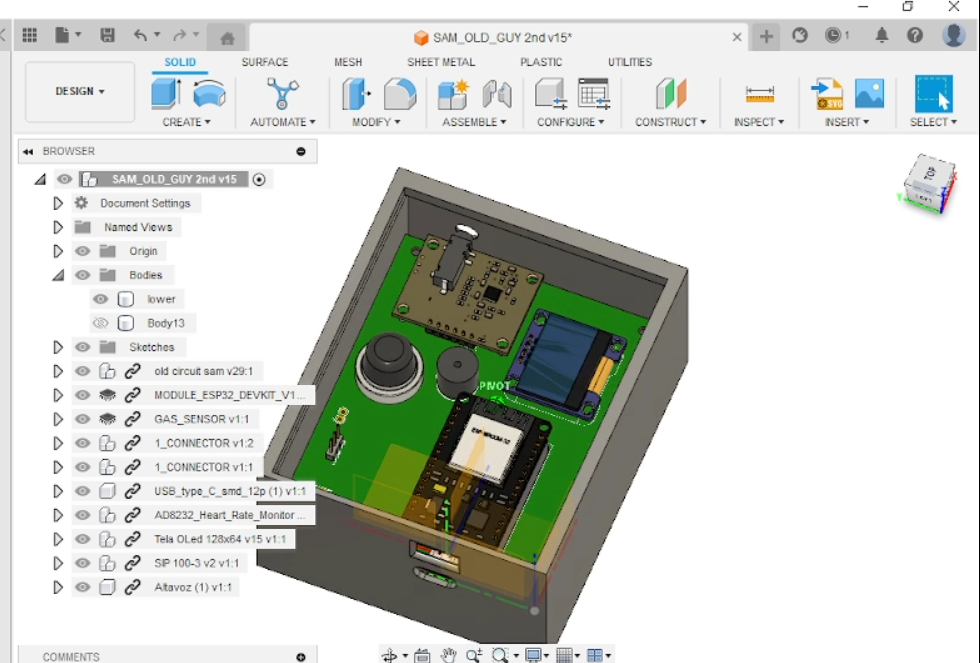 SAM_OLD_GUY 2nd v15*
1
SOLID
SURFACE
MESH
SHEET METAL
PLASTIC
UTILITIES
DESIGN
CREATE
AUTOMATE
MODIFY
ASSEMBLE
CONFIGURE
CONSTRUCT
INSPECT
INSERT
SELECT
BROWSER
SAM_OLD_GUY 2nd v15
Document Settings
Named Views
Origin
Bodies
lower
Body13
Sketches
old circuit sam v29:1
MODULE_ESP32_DEVKIT_V1...
GAS_SENSOR v1:1
1_CONNECTOR v1:2
1_CONNECTOR v1:1
USB_type_C_smd_12p (1) v1:1
AD8232_Heart_Rate_Monitor...
Tela OLed 128x64 v15 v1:1
SIP 100-3 v2 v1:1
Altavoz (1) v1:1
TOP
PIVOT
COMMENTS